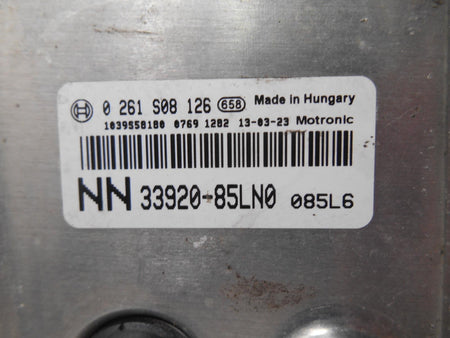 0 261 S08 126 658 Made in Hungary
1039S58180 0769 1282 13-03-23 Motronic
NN 33920-85LN0 085L6